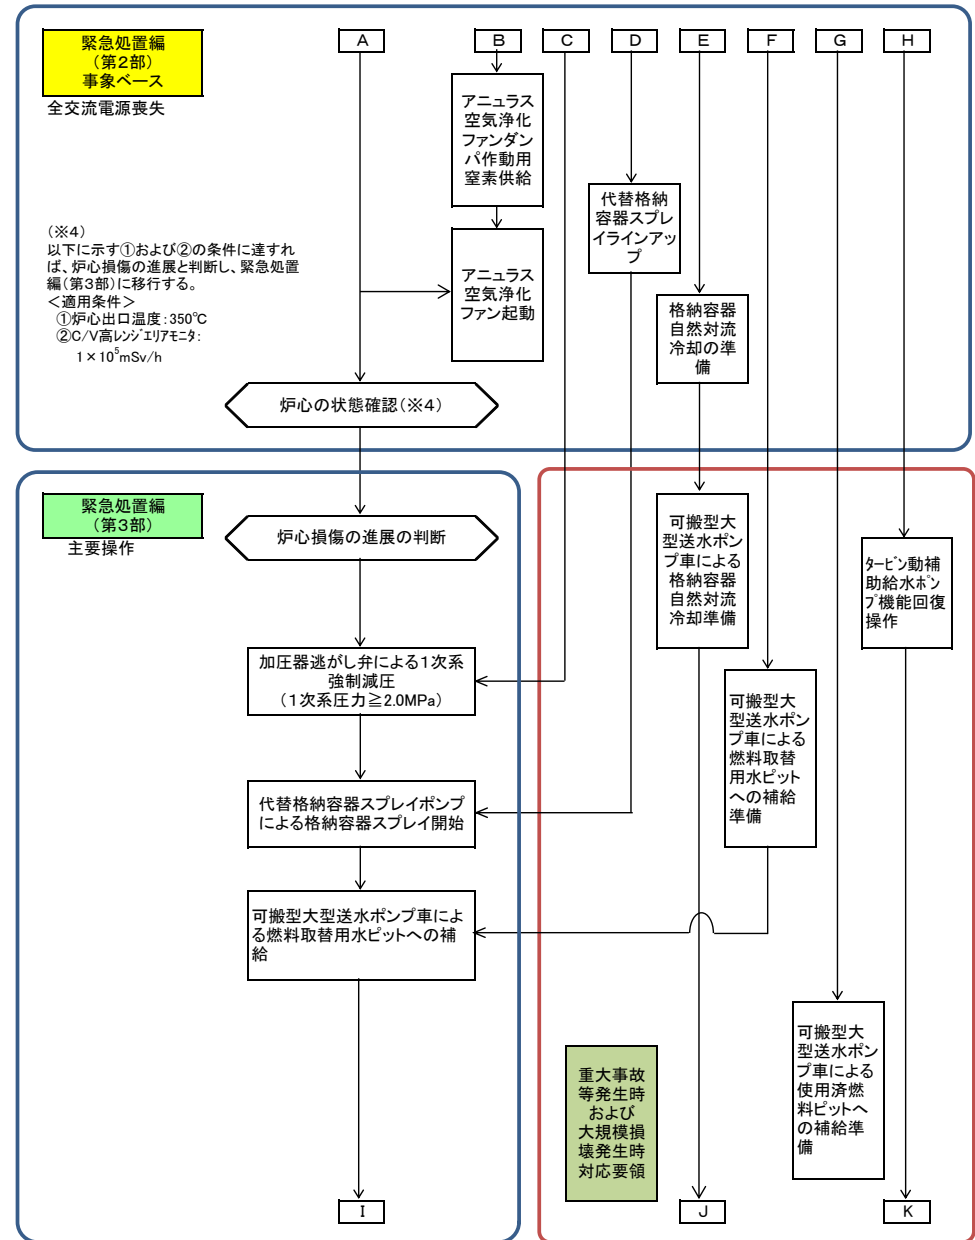 緊急処置編
(第2部)
事象ベース
全交流電源喪失
A
B
C
D
E
F
G
H
アニュラス
空気浄化
ファンダン
パ作動用
窒素供給
代替格納
容器スプレ
イラインアッ
プ
(※4)
以下に示す①および②の条件に達すれ
ば、炉心損傷の進展と判断し、緊急処置
編(第3部)に移行する。
<適用条件>
①炉心出口温度:350℃
②C/V高レンジエリアモニタ:
1×10⁵mSv/h
アニュラス
空気浄化
ファン起動
格納容器
自然対流
冷却の準
備
炉心の状態確認(※4)
緊急処置編
(第3部)
主要操作
炉心損傷の進展の判断
加圧器逃がし弁による1次系
強制減圧
(1次系圧力≧2.0MPa)
代替格納容器スプレイポンプ
による格納容器スプレイ開始
可搬型大型送水ポンプ車によ
る燃料取替用水ピットへの補
給
I
可搬型大
型送水ポン
プ車による
格納容器
自然対流
冷却準備
タービン動補
助給水ポン
プ機能回復
操作
可搬型大
型送水ポン
プ車による
燃料取替
用水ピット
への補給
準備
可搬型大
型送水ポン
プ車による
使用済燃
料ピットへ
の補給準
備
重大事故
等発生時
および
大規模損
壊発生時
対応要領
J
K